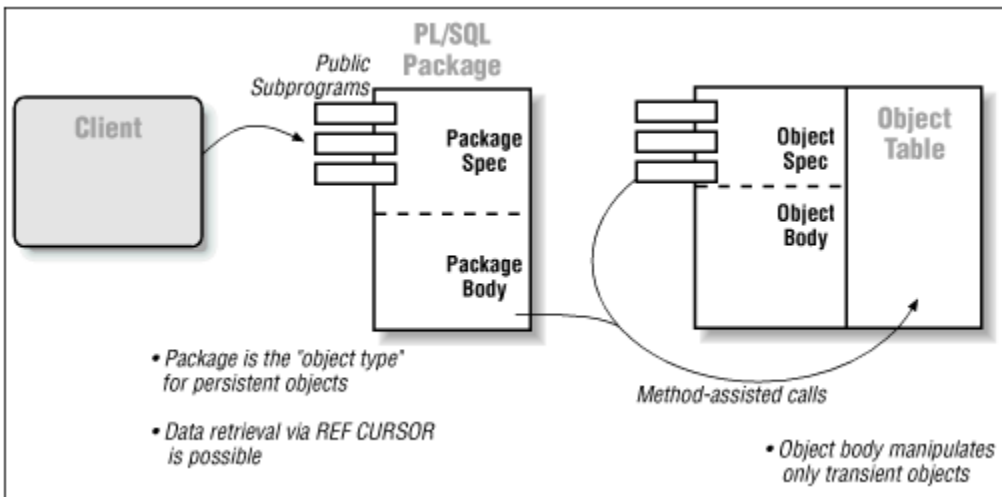 PL/SQL
Package
Public
Subprograms
Client
Package
Spec
Package
Body
Object
Spec
Object
Body
Object
Table
• Package is the "object type"
for persistent objects
• Data retrieval via REF CURSOR
is possible
Method-assisted calls
• Object body manipulates
only transient objects